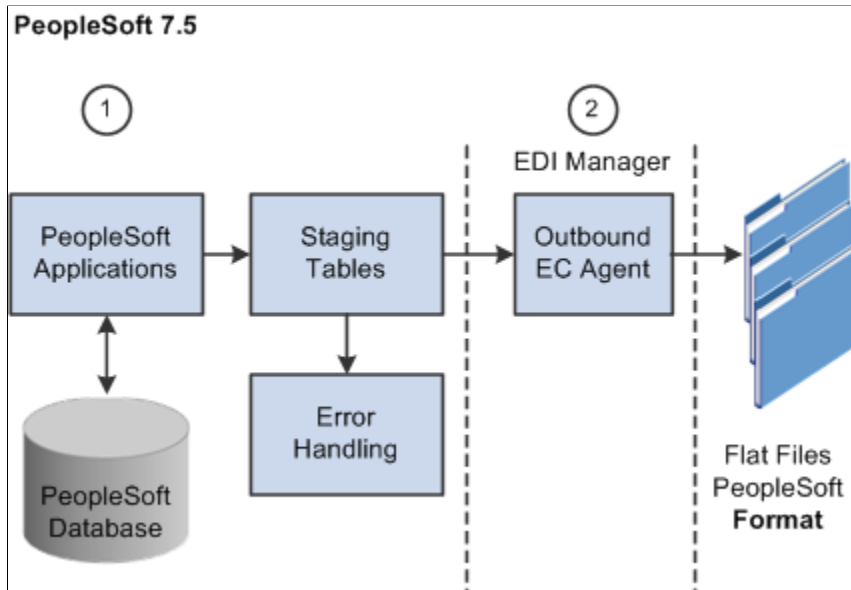 PeopleSoft 7.5
1
2
EDI Manager
PeopleSoft
Applications
Staging
Tables
Outbound
EC Agent
Error
Handling
PeopleSoft
Database
Flat Files
PeopleSoft
Format